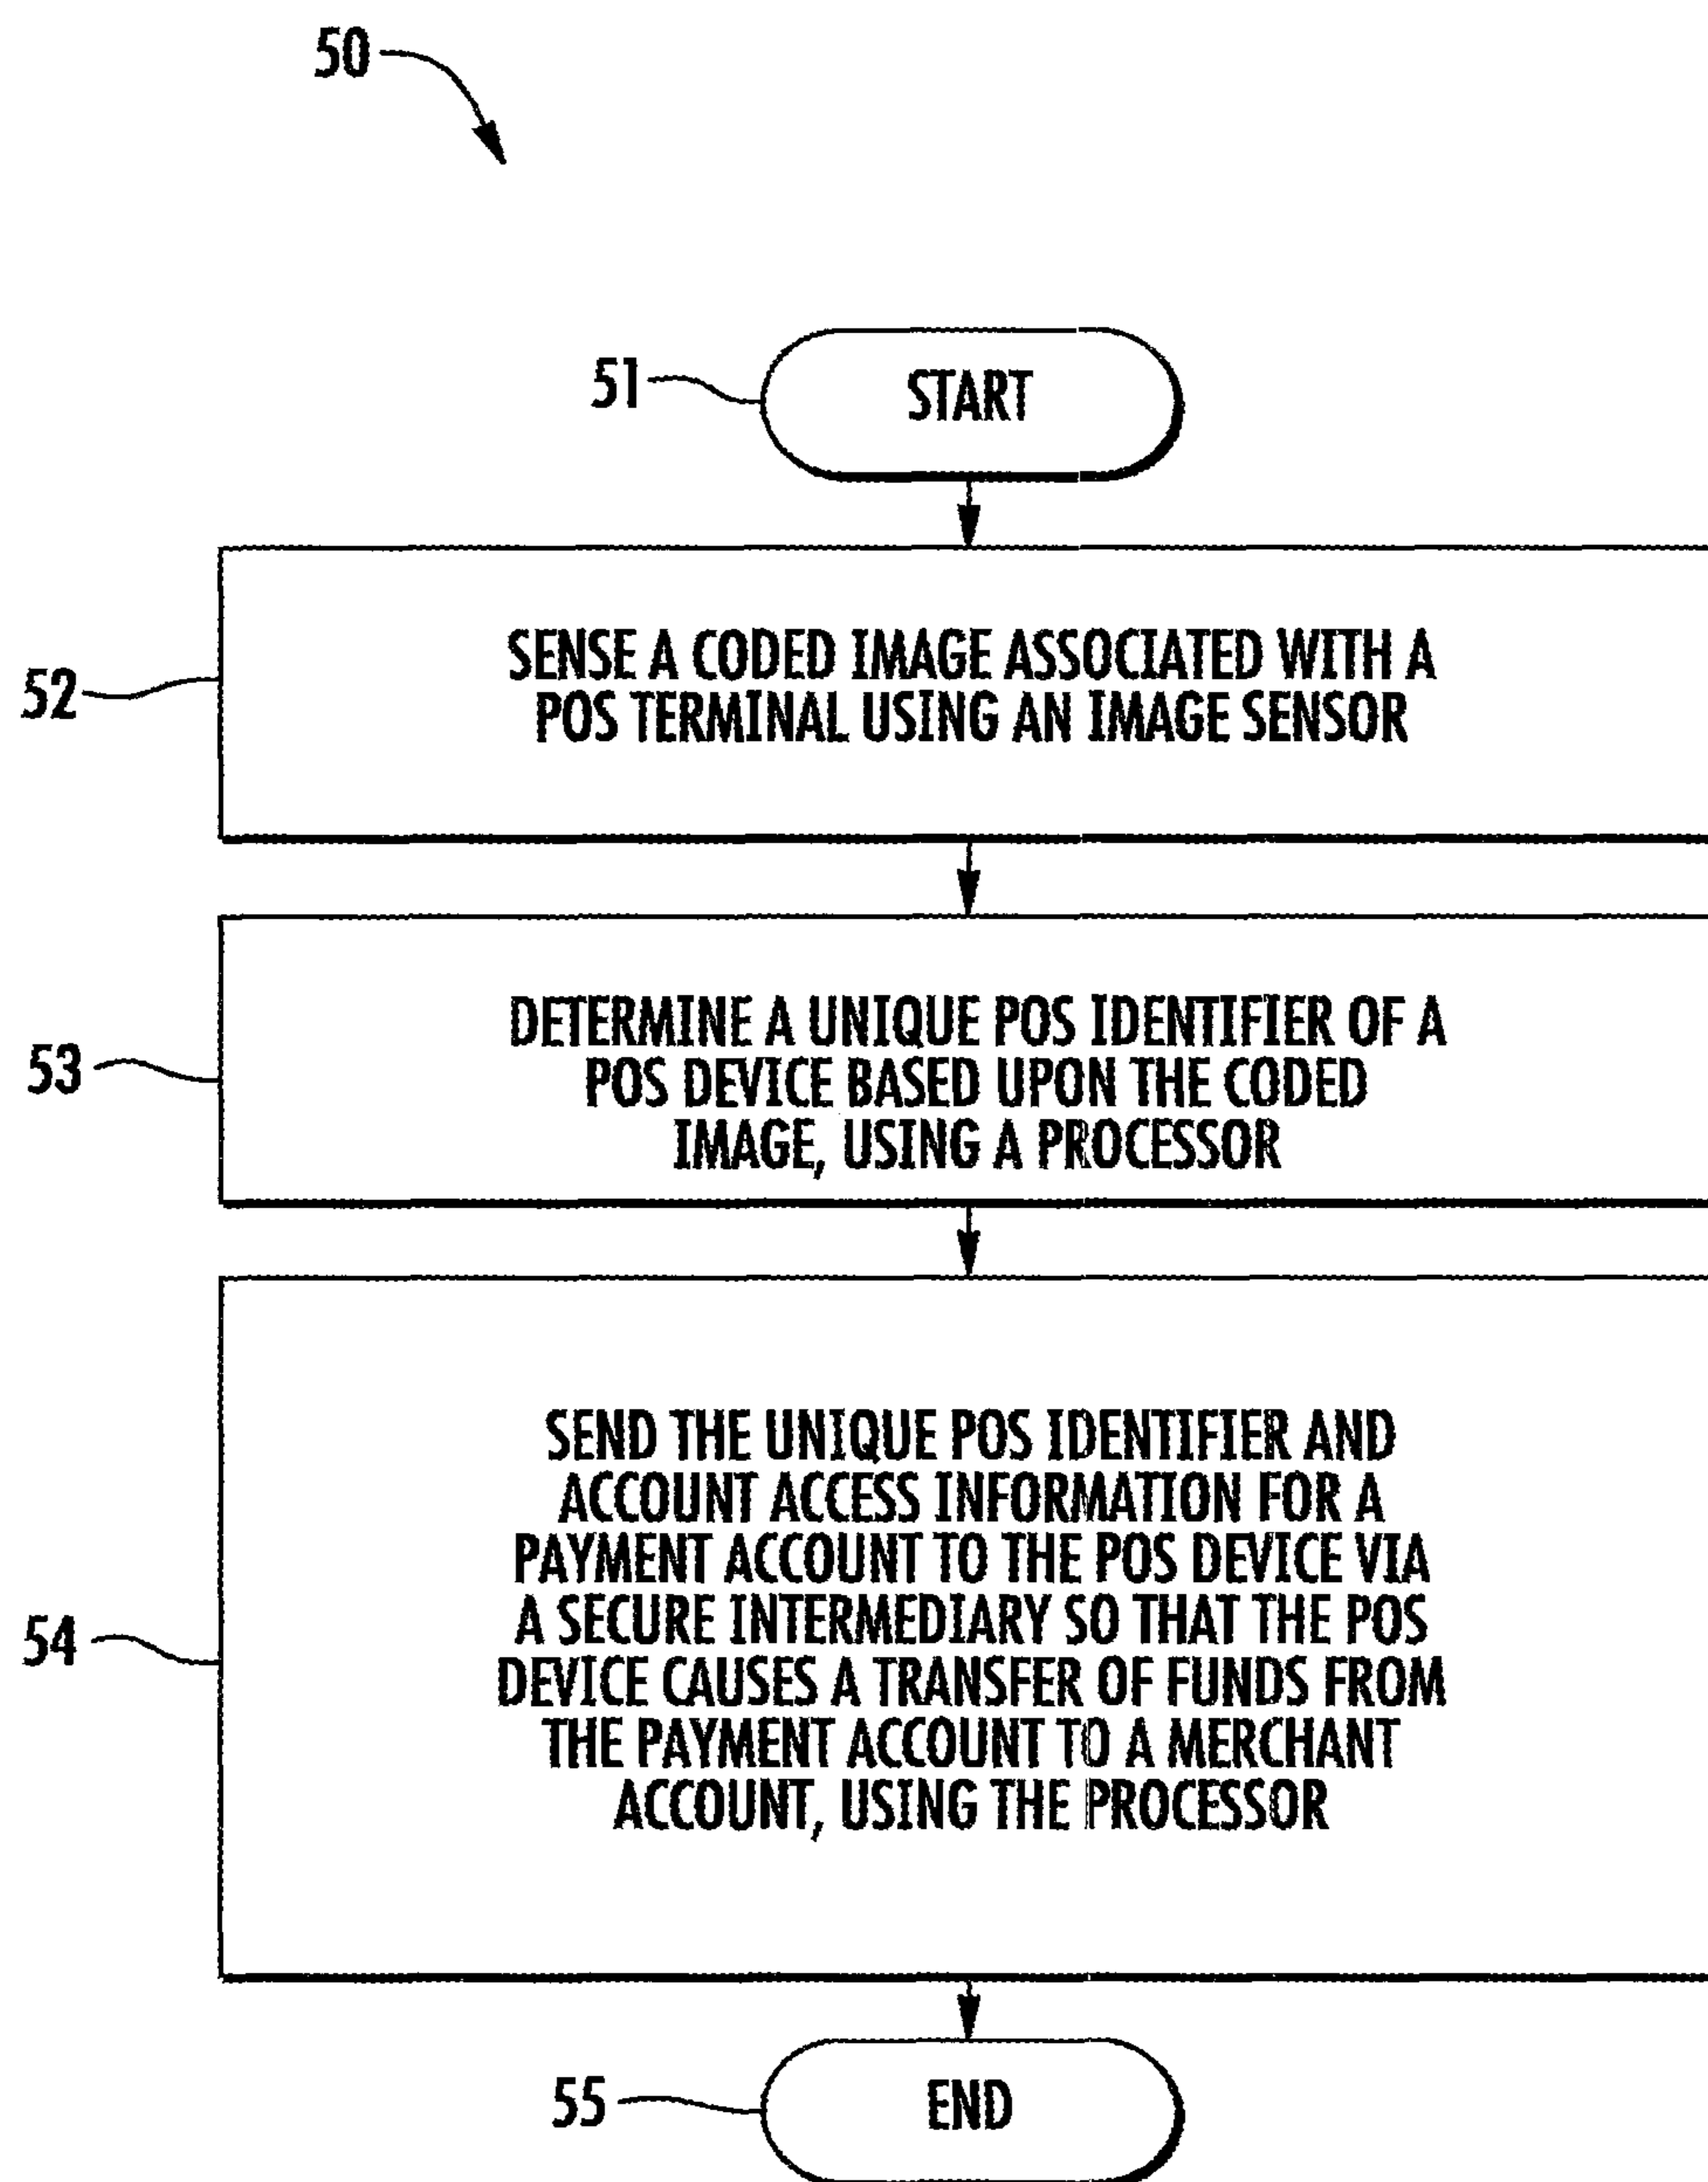 50
51
START
52
SENSE A CODED IMAGE ASSOCIATED WITH A
POS TERMINAL USING AN IMAGE SENSOR
53
DETERMINE A UNIQUE POS IDENTIFIER OF A
POS DEVICE BASED UPON THE CODED
IMAGE, USING A PROCESSOR
54
SEND THE UNIQUE POS IDENTIFIER AND
ACCOUNT ACCESS INFORMATION FOR A
PAYMENT ACCOUNT TO THE POS DEVICE VIA
A SECURE INTERMEDIARY SO THAT THE POS
DEVICE CAUSES A TRANSFER OF FUNDS FROM
THE PAYMENT ACCOUNT TO A MERCHANT
ACCOUNT, USING THE PROCESSOR
55
END